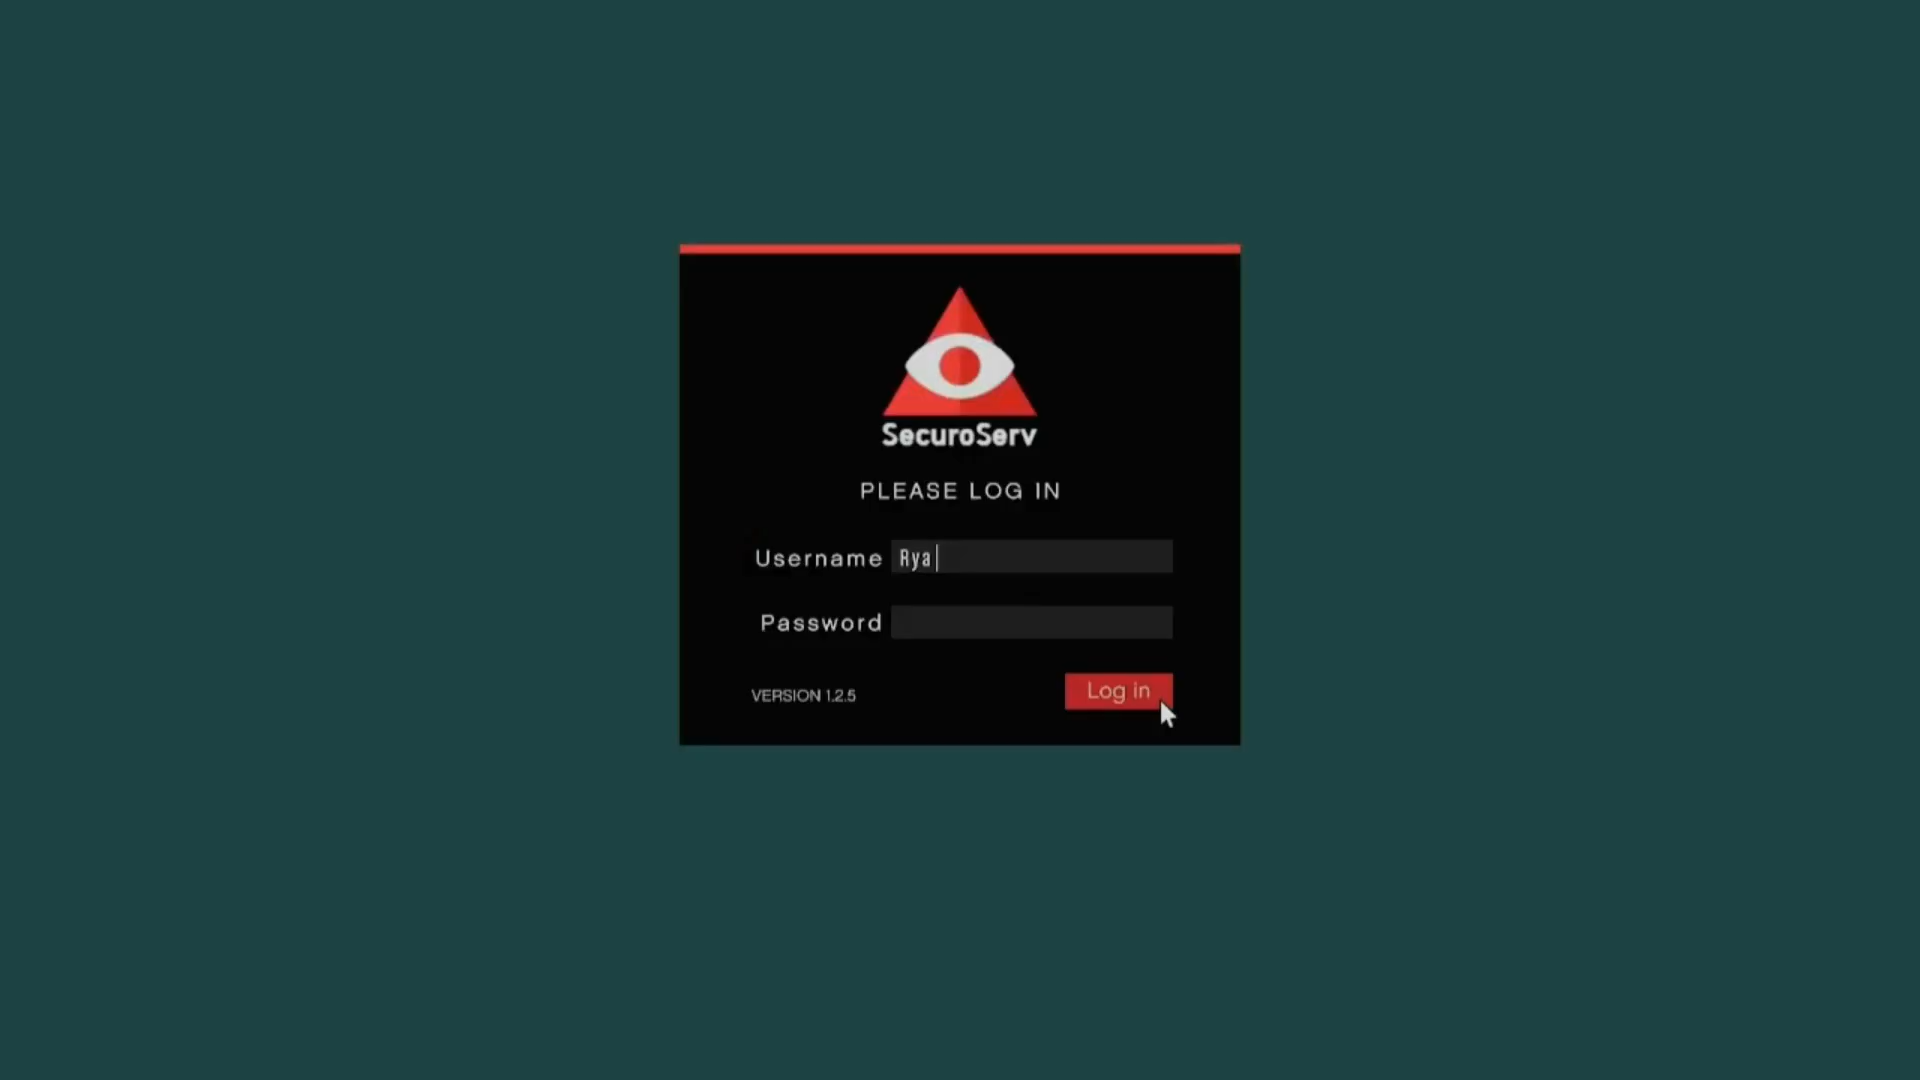 SecuroServ
PLEASE LOG IN
Username Rya
Password
VERSION 1.2.5
Log in